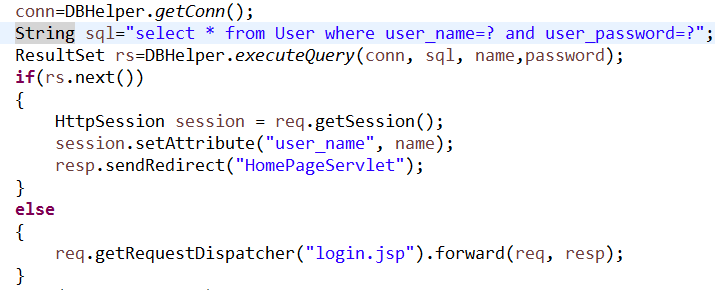 conn=DBHelper.getConn();
String sql="select * from User where user_name=? and user_password=?";
ResultSet rs=DBHelper.executeQuery(conn, sql, name,password);
if(rs.next())
{
HttpSession session = req.getSession();
session.setAttribute("user_name", name);
resp.sendRedirect("HomePageServlet");
}
else
{
req.getRequestDispatcher("login.jsp").forward(req, resp);
}